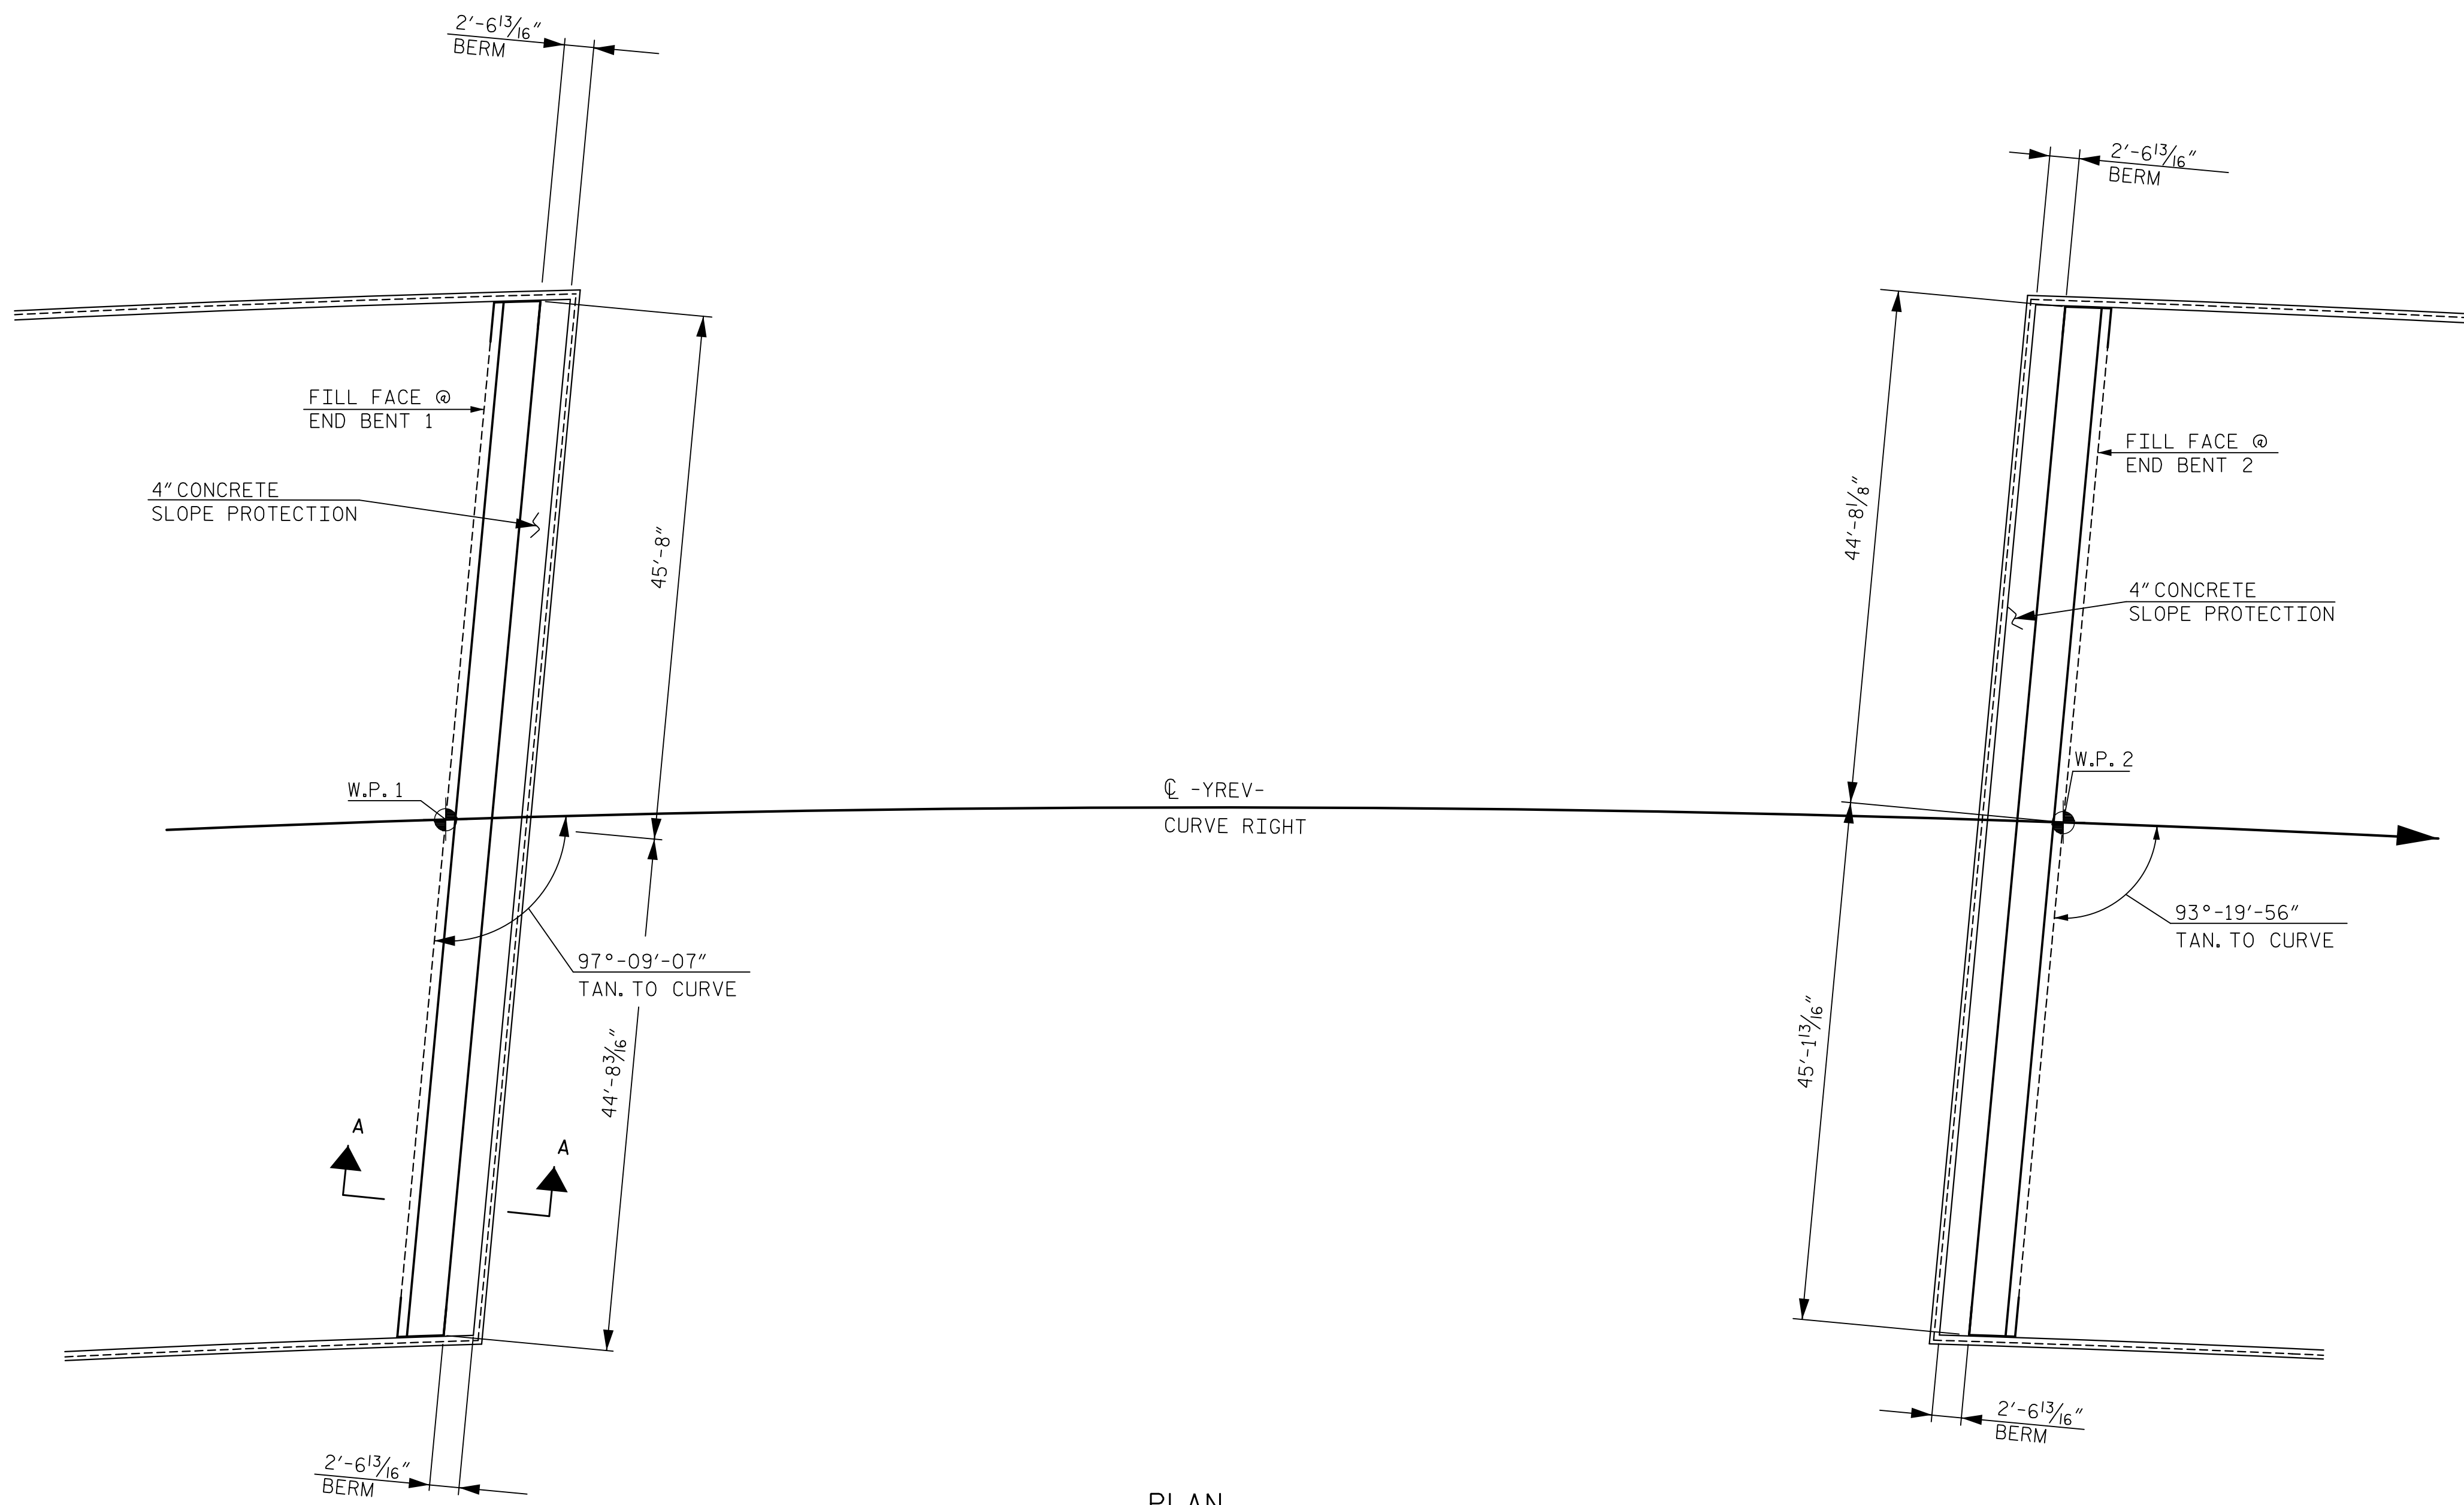 2'-6 13/16"
BERM
2'-6 13/16"
BERM
FILL FACE @
END BENT 1
4" CONCRETE
SLOPE PROTECTION
45'-8"
44'-8 1/8"
FILL FACE @
END BENT 2
4" CONCRETE
SLOPE PROTECTION
W.P. 1
℄ -YREV-
CURVE RIGHT
W.P. 2
97°-09'-07"
TAN. TO CURVE
93°-19'-56"
TAN. TO CURVE
44'-8 3/16"
45'-1 13/16"
A
A
2'-6 13/16"
BERM
2'-6 13/16"
BERM
PLAN